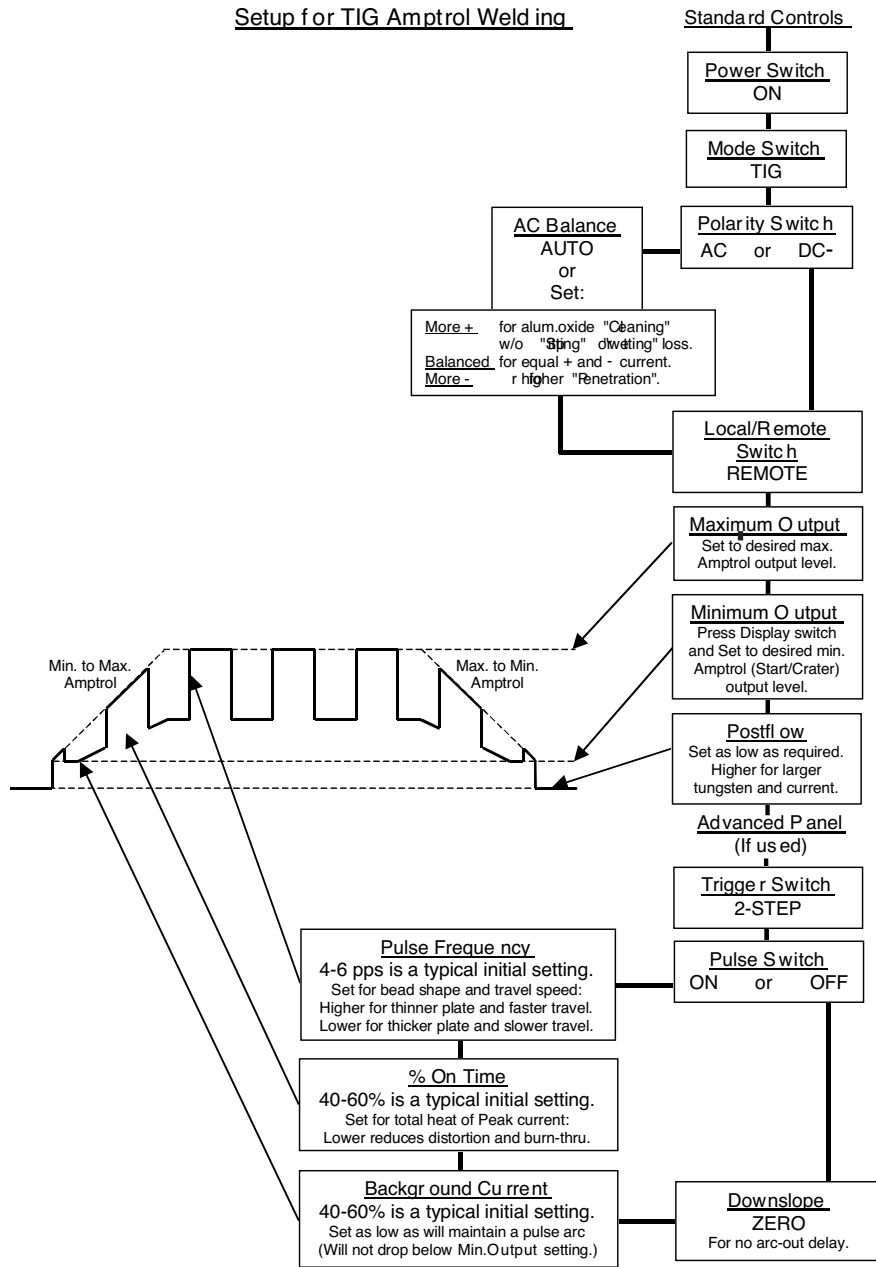 Setup for TIG Amptrol Welding
Standard Controls
Power Switch
ON
Mode Switch
TIG
Polarity Switch
AC or DC-
AC Balance
AUTO
or
Set:
More + for alum.oxide "Cleaning"
w/o loss.
Balanced for equal + and - current.
More - higher "Penetration".
Local/Remote
Switch
REMOTE
Maximum Output
Set to desired max.
Amptrol output level.
Minimum Output
Press Display switch
and Set to desired min.
Amptrol (Start/Crater)
output level.
Min. to Max.
Amptrol
Max. to Min.
Amptrol
Postflow
Set as low as required.
Higher for larger
tungsten and current.
Advanced Panel
(If used)
Trigger Switch
2-STEP
Pulse Switch
ON or OFF
Pulse Frequency
4-6 pps is a typical initial setting.
Set for bead shape and travel speed:
Higher for thinner plate and faster travel.
Lower for thicker plate and slower travel.
% On Time
40-60% is a typical initial setting.
Set for total heat of Peak current:
Lower reduces distortion and burn-thru.
Background Current
40-60% is a typical initial setting.
Set as low as will maintain a pulse arc
(Will not drop below Min.Output setting.)
Downslope
ZERO
For no arc-out delay.